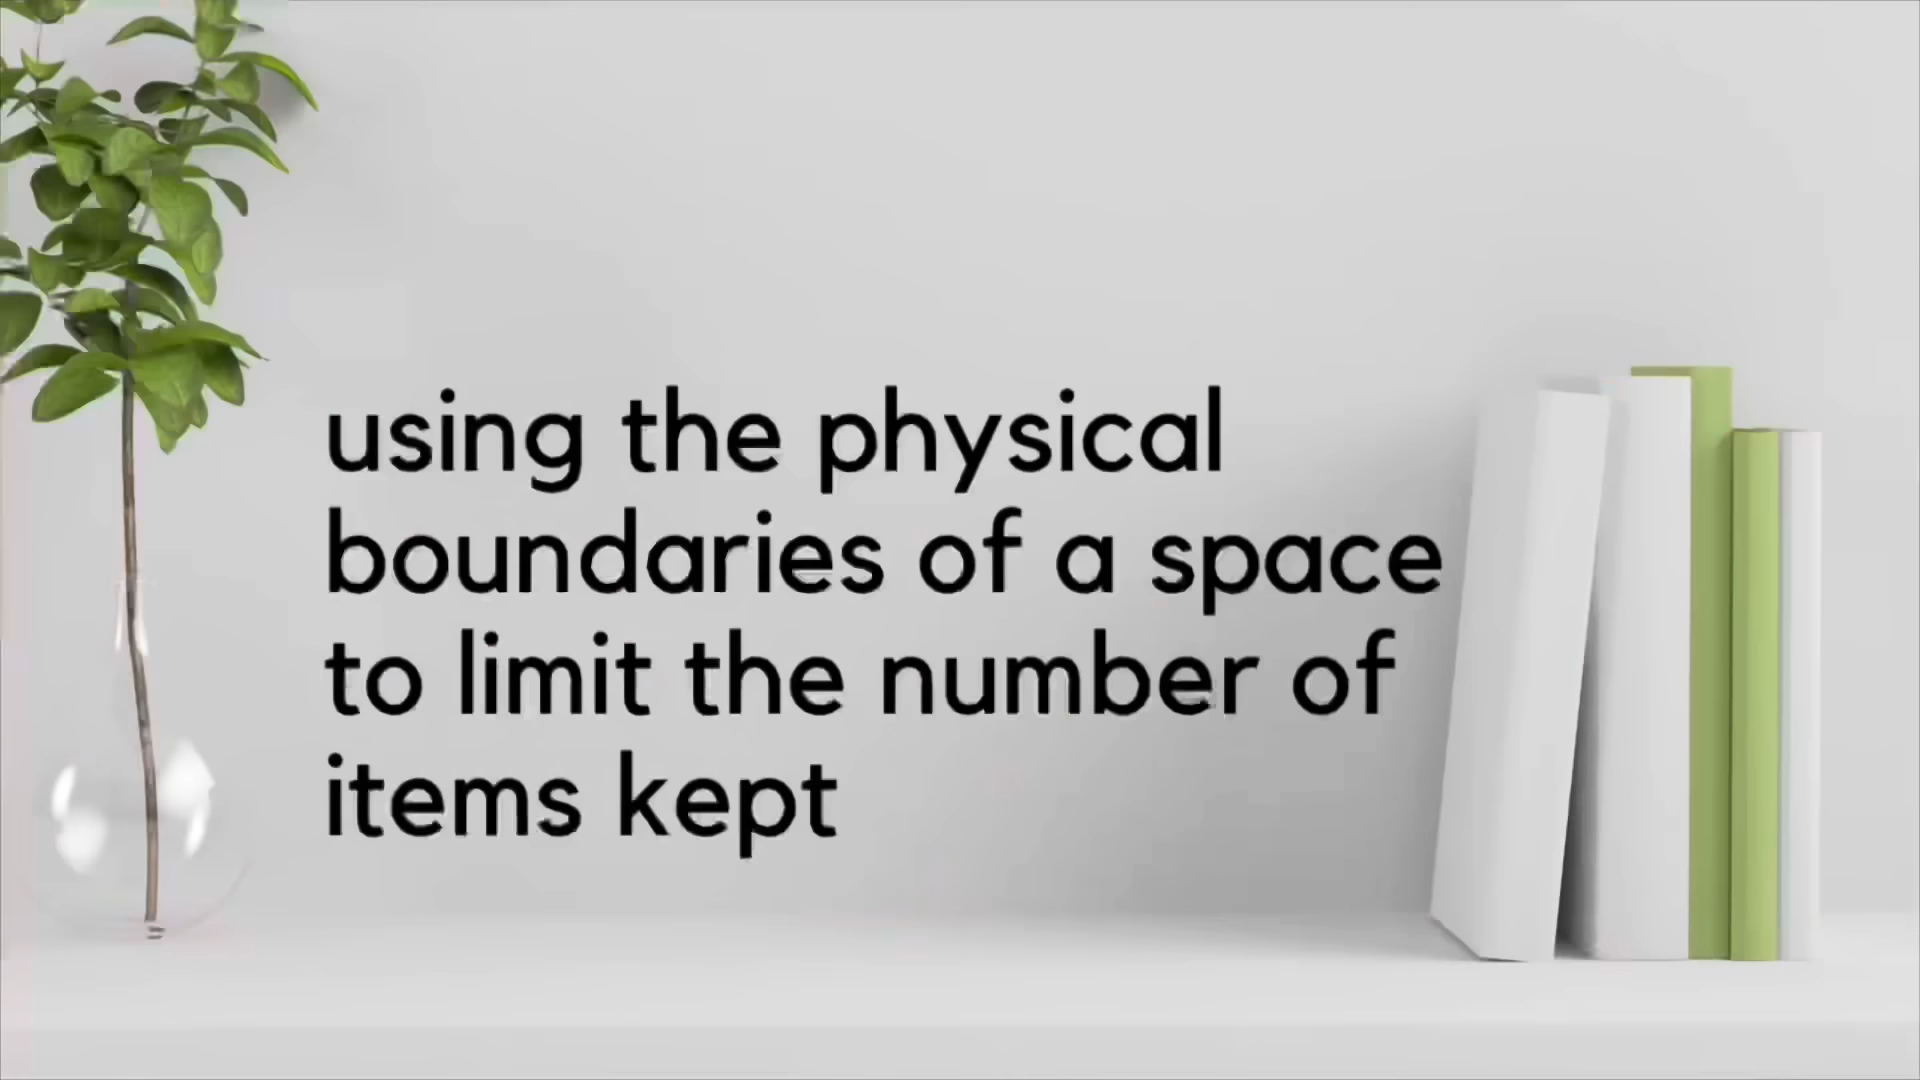 using the physical
boundaries of a space
to limit the number of
items kept